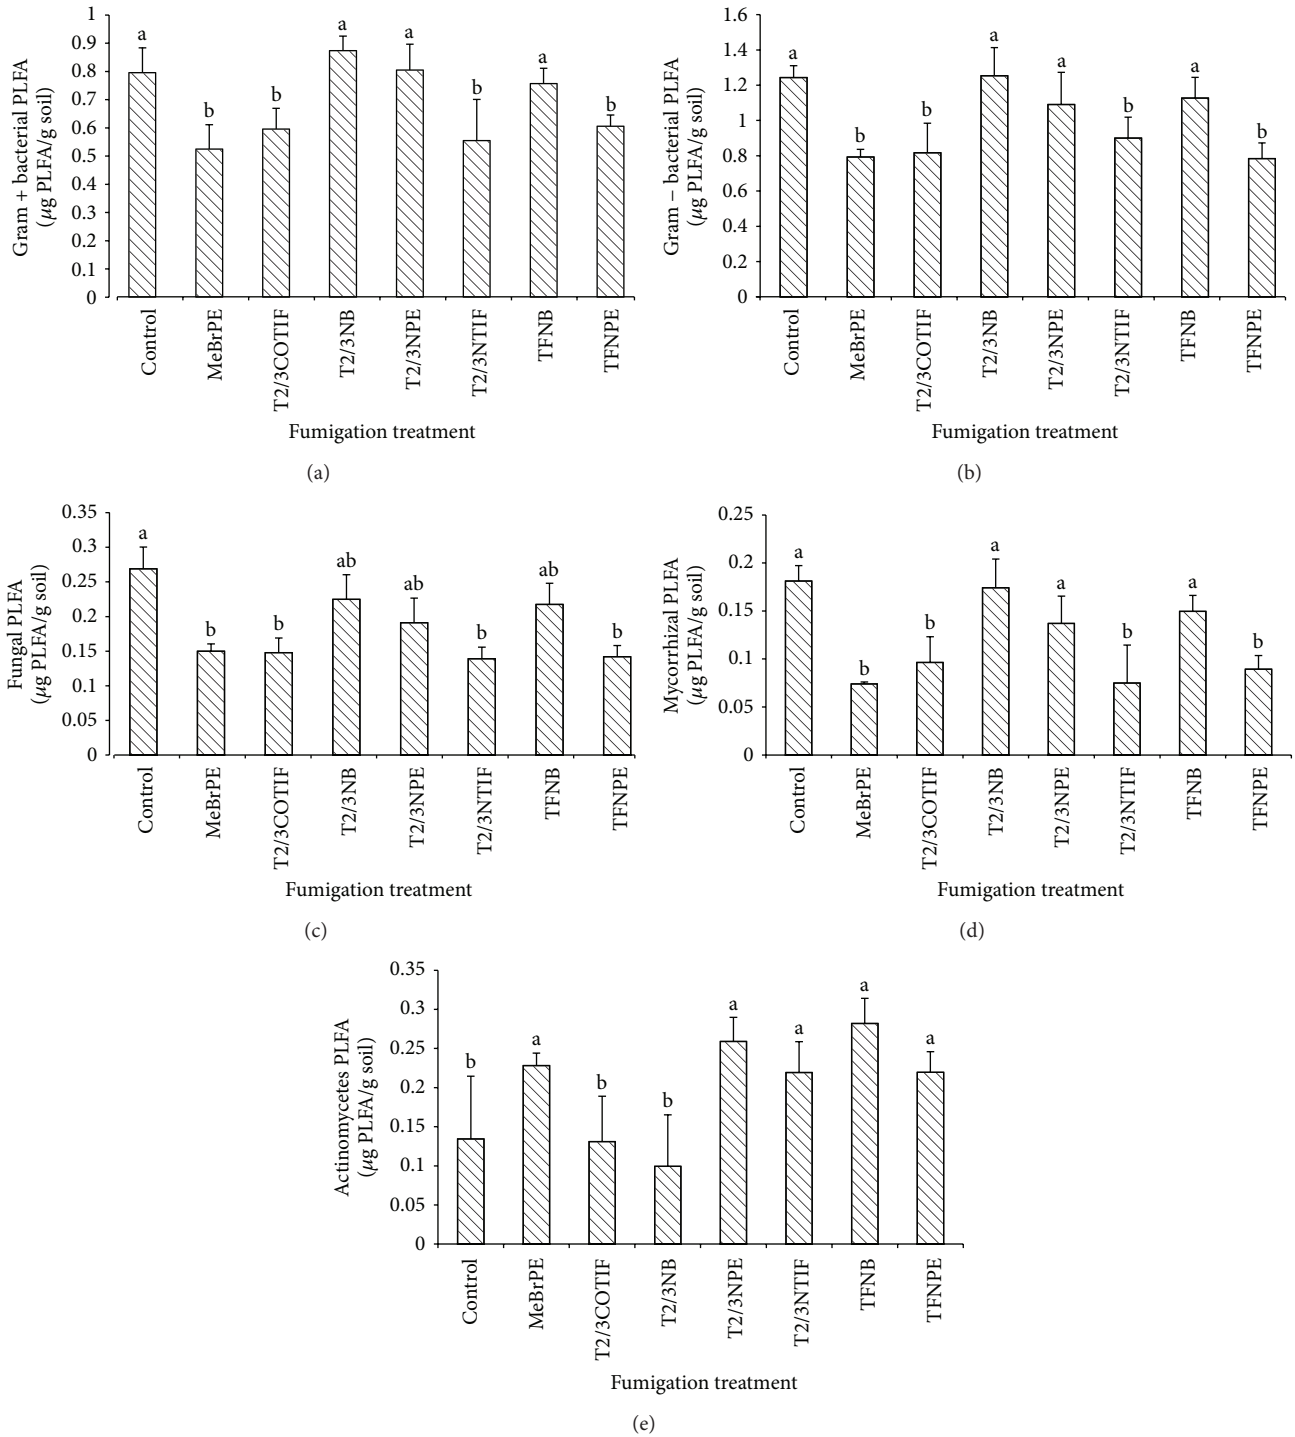 Gram + bacterial PLFA
(μg PLFA/g soil)
1
0.9
0.8
0.7
0.6
0.5
0.4
0.3
0.2
0.1
0
a
b
b
a
a
b
a
b
Control
MeBrPE
T2/3COTIF
T2/3NB
T2/3NPE
T2/3NTIF
TFNB
TFNPE
Fumigation treatment
(a)
Gram − bacterial PLFA
(μg PLFA/g soil)
1.6
1.4
1.2
1
0.8
0.6
0.4
0.2
0
a
b
b
a
a
b
a
b
Control
MeBrPE
T2/3COTIF
T2/3NB
T2/3NPE
T2/3NTIF
TFNB
TFNPE
Fumigation treatment
(b)
Fungal PLFA
(μg PLFA/g soil)
0.35
0.3
0.25
0.2
0.15
0.1
0.05
0
a
b
b
ab
ab
b
ab
b
Control
MeBrPE
T2/3COTIF
T2/3NB
T2/3NPE
T2/3NTIF
TFNB
TFNPE
Fumigation treatment
(c)
Mycorrhizal PLFA
(μg PLFA/g soil)
0.25
0.2
0.15
0.1
0.05
0
a
b
b
a
a
b
a
b
Control
MeBrPE
T2/3COTIF
T2/3NB
T2/3NPE
T2/3NTIF
TFNB
TFNPE
Fumigation treatment
(d)
Actinomycetes PLFA
(μg PLFA/g soil)
0.35
0.3
0.25
0.2
0.15
0.1
0.05
0
b
a
b
b
a
a
a
a
Control
MeBrPE
T2/3COTIF
T2/3NB
T2/3NPE
T2/3NTIF
TFNB
TFNPE
Fumigation treatment
(e)